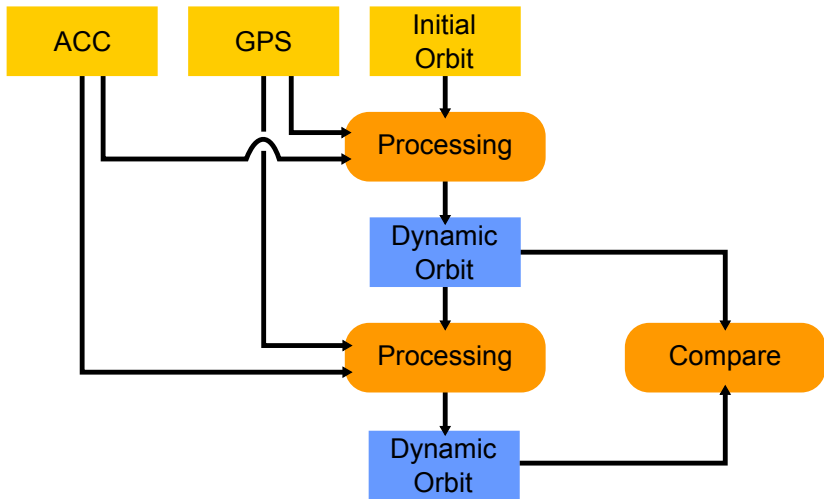 ACC
GPS
Initial
Orbit
Processing
Dynamic
Orbit
Processing
Compare
Dynamic
Orbit